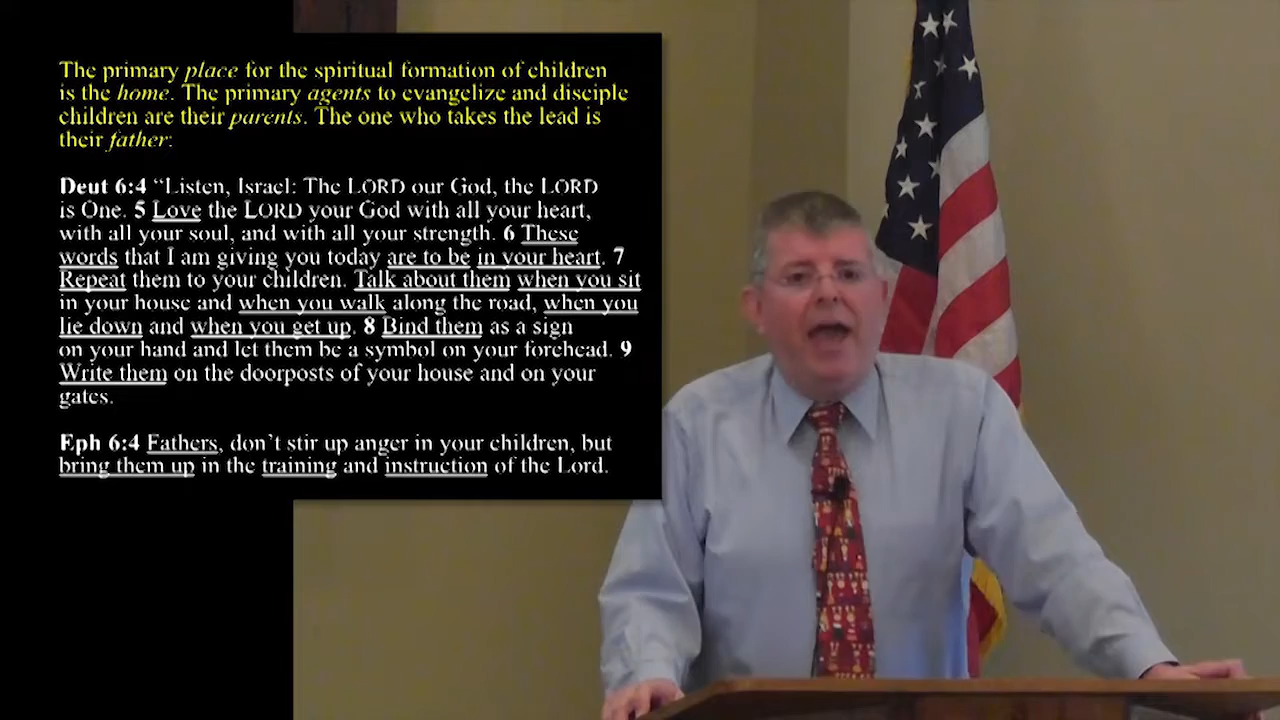 The primary place for the spiritual formation of children
is the home. The primary agents to evangelize and disciple
children are their parents. The one who takes the lead is
their father:
Deut 6:4 “Listen, Israel: The LORD our God, the LORD
is One. 5 Love the LORD your God with all your heart,
with all your soul, and with all your strength. 6 These
words that I am giving you today are to be in your heart. 7
Repeat them to your children. Talk about them when you sit
in your house and when you walk along the road, when you
lie down and when you get up. 8 Bind them as a sign
on your hand and let them be a symbol on your forehead. 9
Write them on the doorposts of your house and on your
gates.
Eph 6:4 Fathers, don’t stir up anger in your children, but
bring them up in the training and instruction of the Lord.